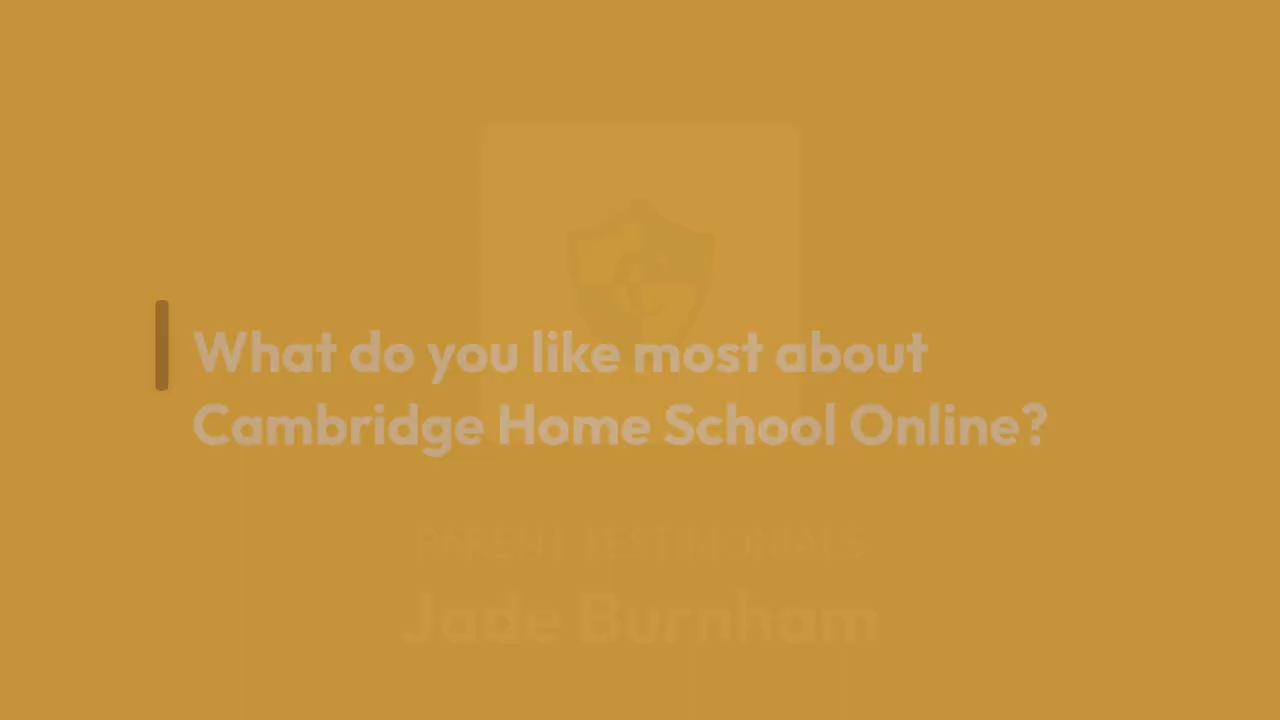 What do you like most about
Cambridge Home School Online?
PARENT TESTIMONIALS
Jade Burnham